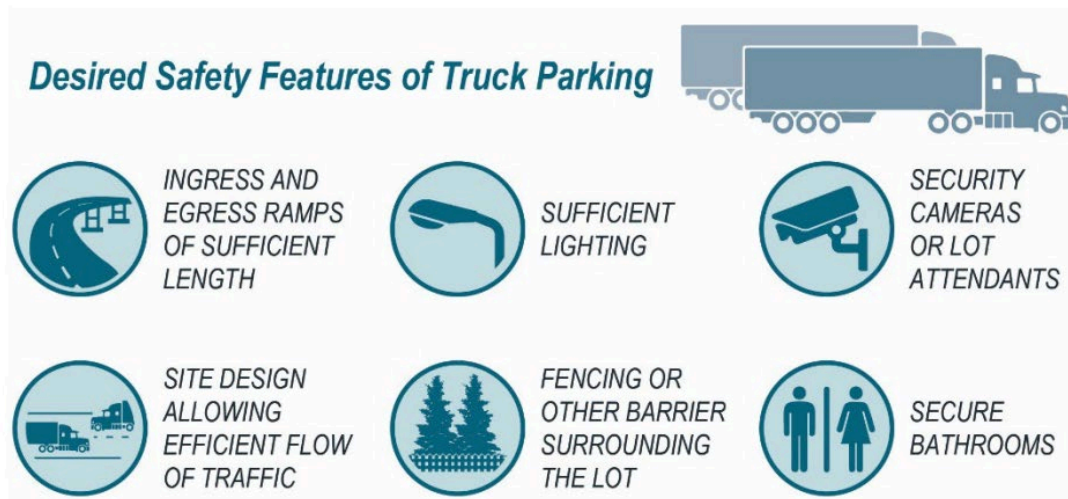 Desired Safety Features of Truck Parking
INGRESS AND
EGRESS RAMPS
OF SUFFICIENT
LENGTH
SUFFICIENT
LIGHTING
SECURITY
CAMERAS
OR LOT
ATTENDANTS
SITE DESIGN
ALLOWING
EFFICIENT FLOW
OF TRAFFIC
FENCING OR
OTHER BARRIER
SURROUNDING
THE LOT
SECURE
BATHROOMS